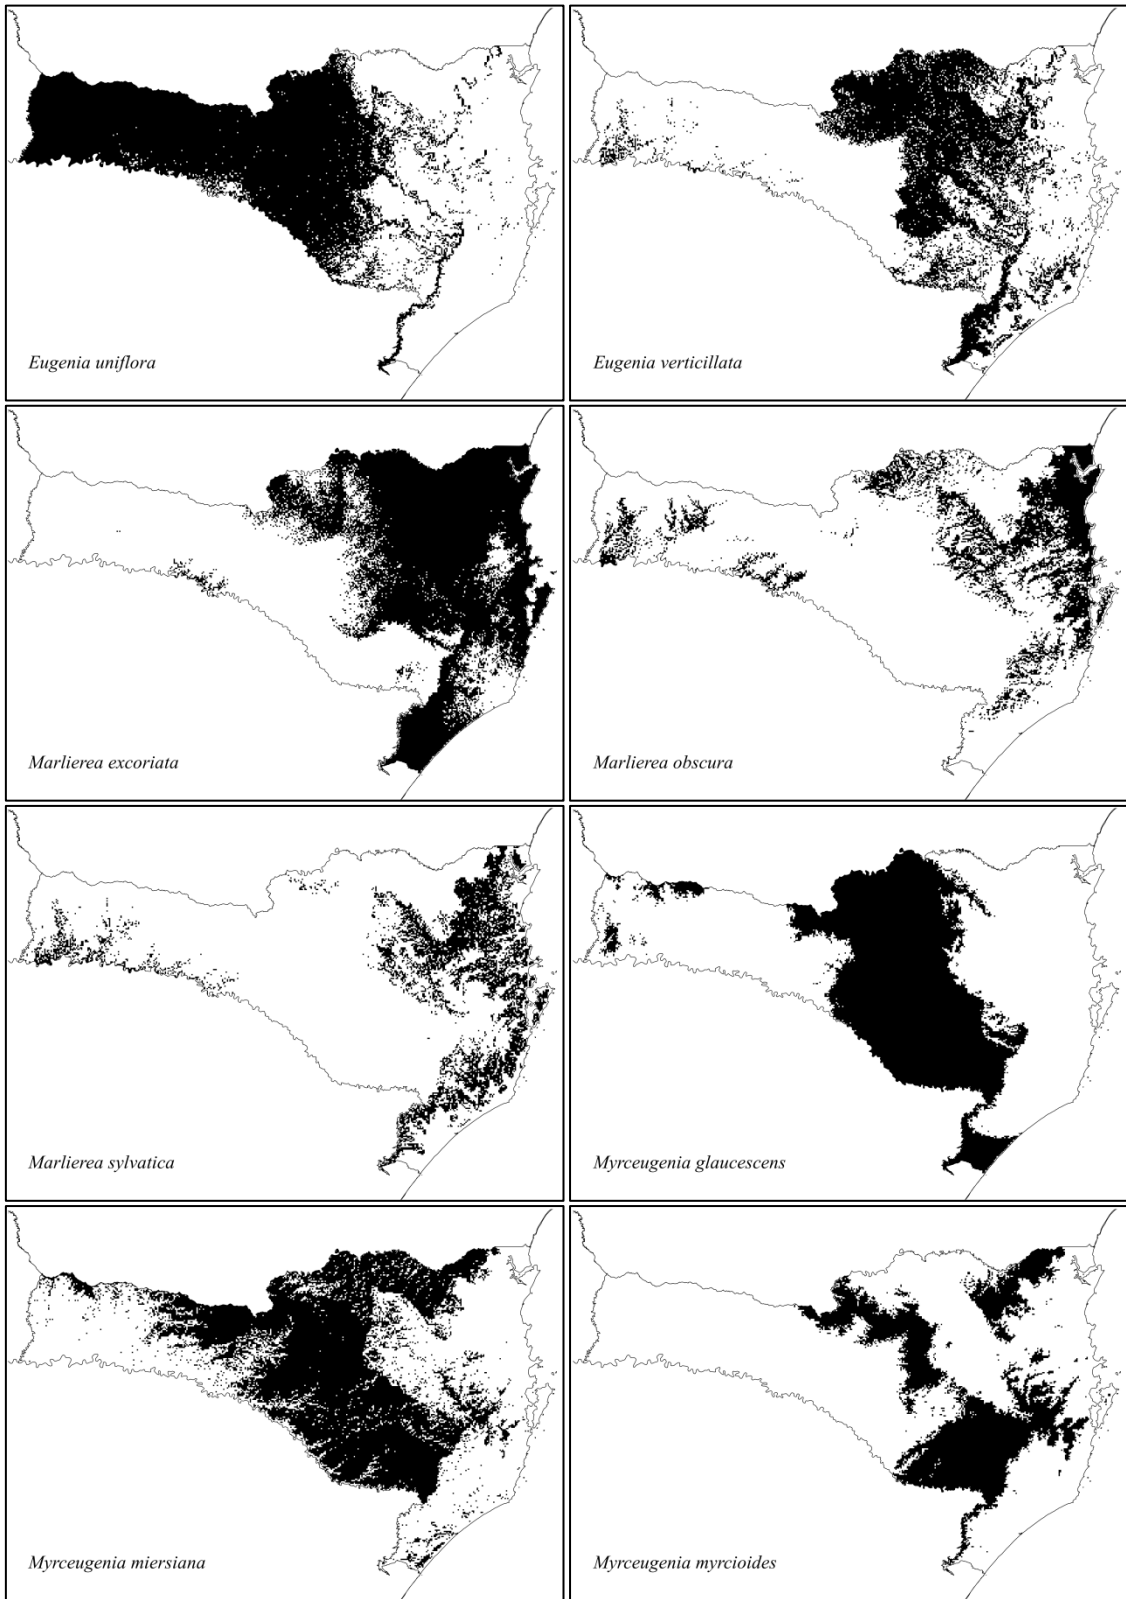 Eugenia uniflora
Eugenia verticillata
Marlierea excoriata
Marlierea obscura
Marlierea sylvatica
Myrceugenia glaucescens
Myrceugenia miersiana
Myrceugenia myrcioides